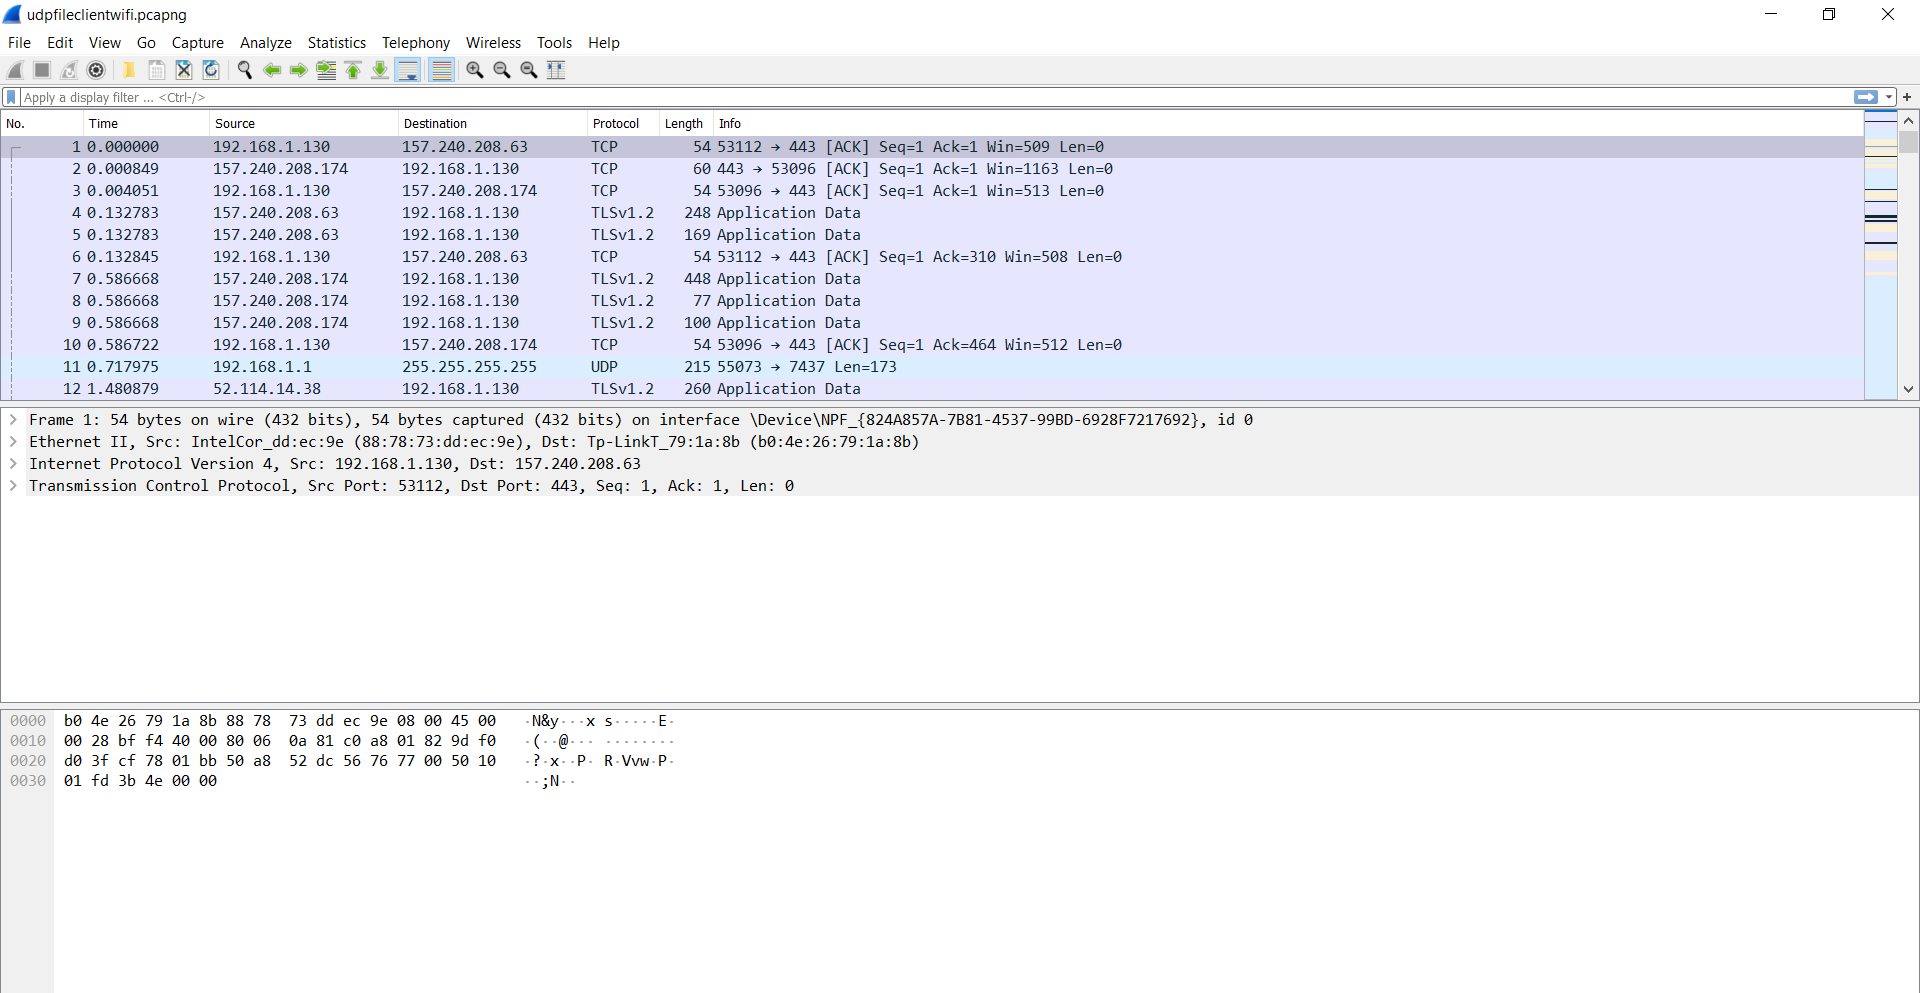 udpfileclientwifi.pcapng
File Edit View Go Capture Analyze Statistics Telephony Wireless Tools Help
Apply a display filter ... <Ctrl-/>
No. Time Source Destination Protocol Length Info
1 0.000000 192.168.1.130 157.240.208.63 TCP 54 53112 → 443 [ACK] Seq=1 Ack=1 Win=509 Len=0
2 0.000849 157.240.208.174 192.168.1.130 TCP 60 443 → 53096 [ACK] Seq=1 Ack=1 Win=1163 Len=0
3 0.004051 192.168.1.130 157.240.208.174 TCP 54 53096 → 443 [ACK] Seq=1 Ack=1 Win=513 Len=0
4 0.132783 157.240.208.63 192.168.1.130 TLSv1.2 248 Application Data
5 0.132783 157.240.208.63 192.168.1.130 TLSv1.2 169 Application Data
6 0.132845 192.168.1.130 157.240.208.63 TCP 54 53112 → 443 [ACK] Seq=1 Ack=310 Win=508 Len=0
7 0.586668 157.240.208.174 192.168.1.130 TLSv1.2 448 Application Data
8 0.586668 157.240.208.174 192.168.1.130 TLSv1.2 77 Application Data
9 0.586668 157.240.208.174 192.168.1.130 TLSv1.2 100 Application Data
10 0.586722 192.168.1.130 157.240.208.174 TCP 54 53096 → 443 [ACK] Seq=1 Ack=464 Win=512 Len=0
11 0.717975 192.168.1.1 255.255.255.255 UDP 215 55073 → 7437 Len=173
12 1.480879 52.114.14.38 192.168.1.130 TLSv1.2 260 Application Data
Frame 1: 54 bytes on wire (432 bits), 54 bytes captured (432 bits) on interface \Device\NPF_{824A857A-7B81-4537-99BD-6928F7217692}, id 0
Ethernet II, Src: IntelCor_dd:ec:9e (88:78:73:dd:ec:9e), Dst: Tp-LinkT_79:1a:8b (b0:4e:26:79:1a:8b)
Internet Protocol Version 4, Src: 192.168.1.130, Dst: 157.240.208.63
Transmission Control Protocol, Src Port: 53112, Dst Port: 443, Seq: 1, Ack: 1, Len: 0
0000 b0 4e 26 79 1a 8b 88 78 73 dd ec 9e 08 00 45 00 ·N&y···x s·····E·
0010 00 28 bf f4 40 00 80 06 0a 81 c0 a8 01 82 9d f0 ·(··@··· ········
0020 d0 3f cf 78 01 bb 50 a8 52 dc 56 76 77 00 50 10 ·?·x··P· R·Vvw·P·
0030 01 fd 3b 4e 00 00 ··;N··